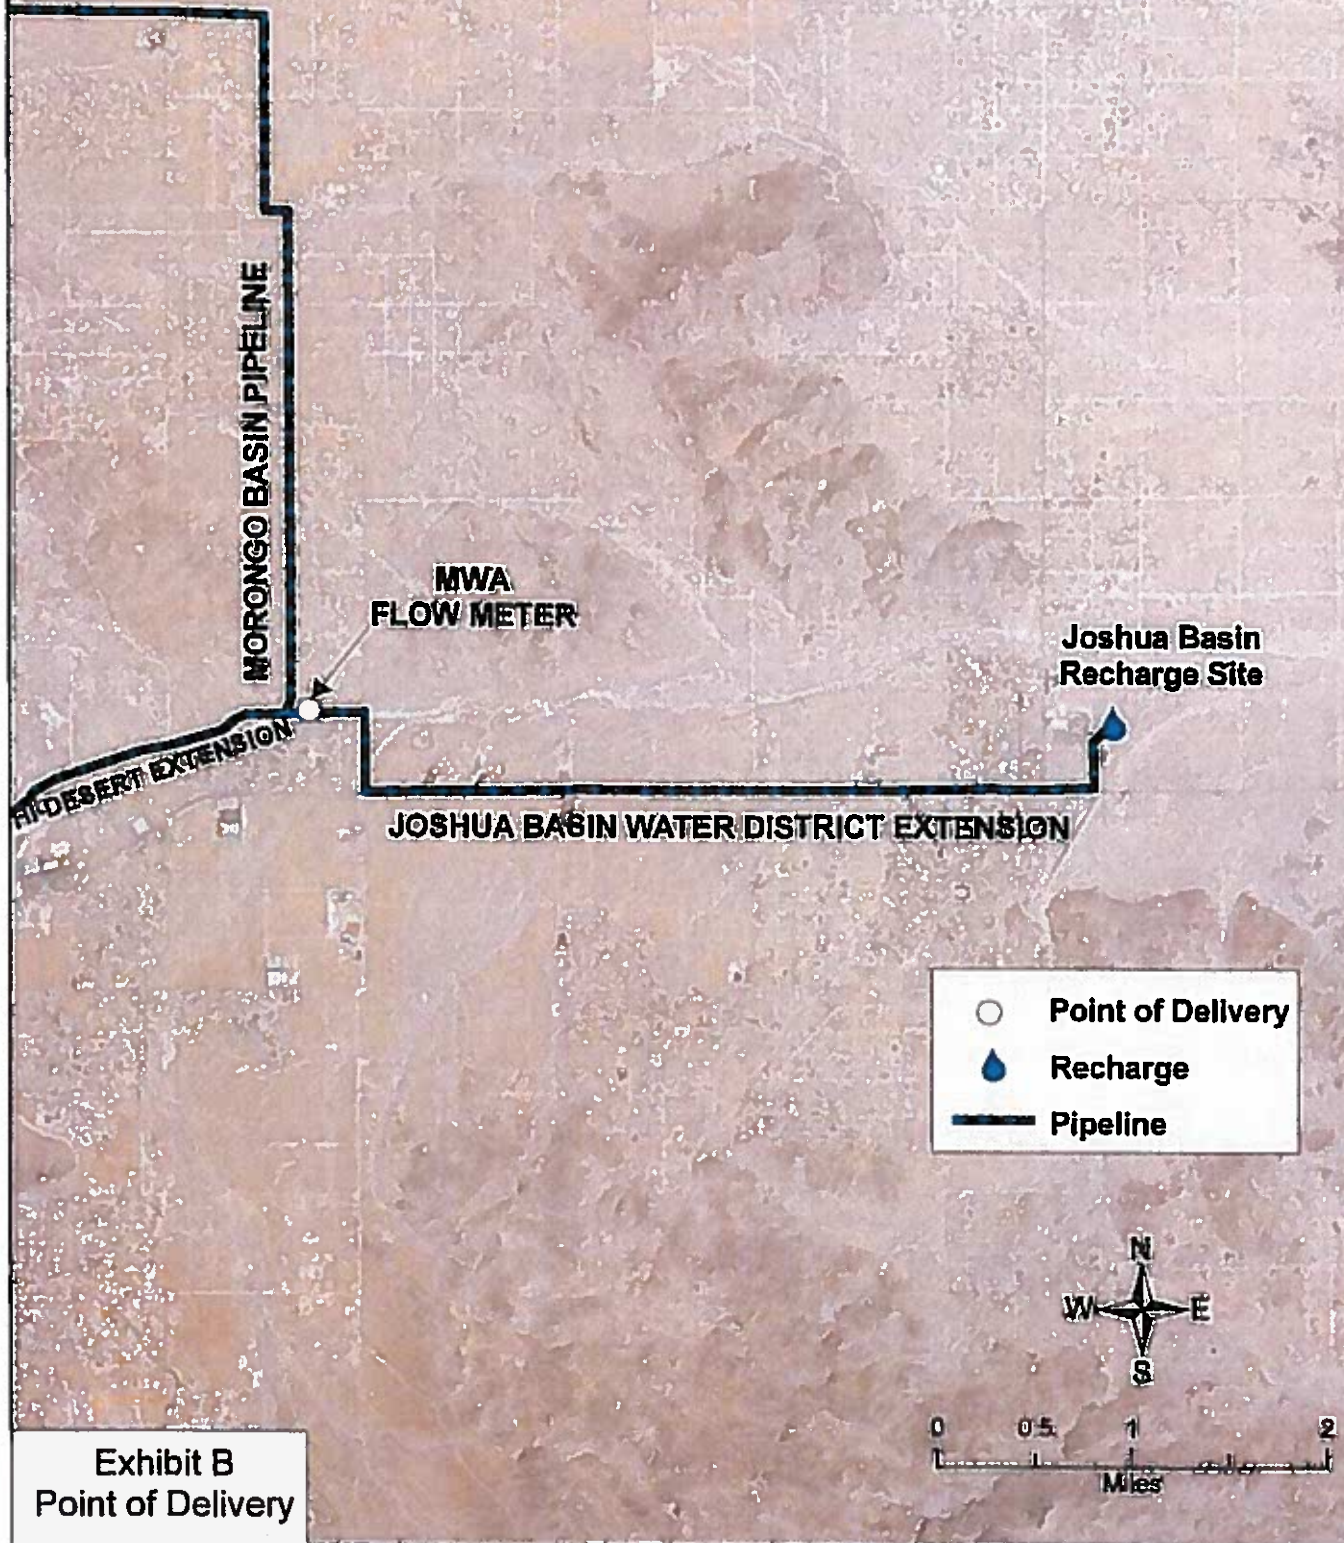 MORONGO BASIN PIPELINE
MWA
FLOW METER
Joshua Basin
Recharge Site
HI-DESERT EXTENSION
JOSHUA BASIN WATER DISTRICT EXTENSION
Point of Delivery
Recharge
Pipeline
N
W E
S
0 0.5 1 2
Miles
Exhibit B
Point of Delivery